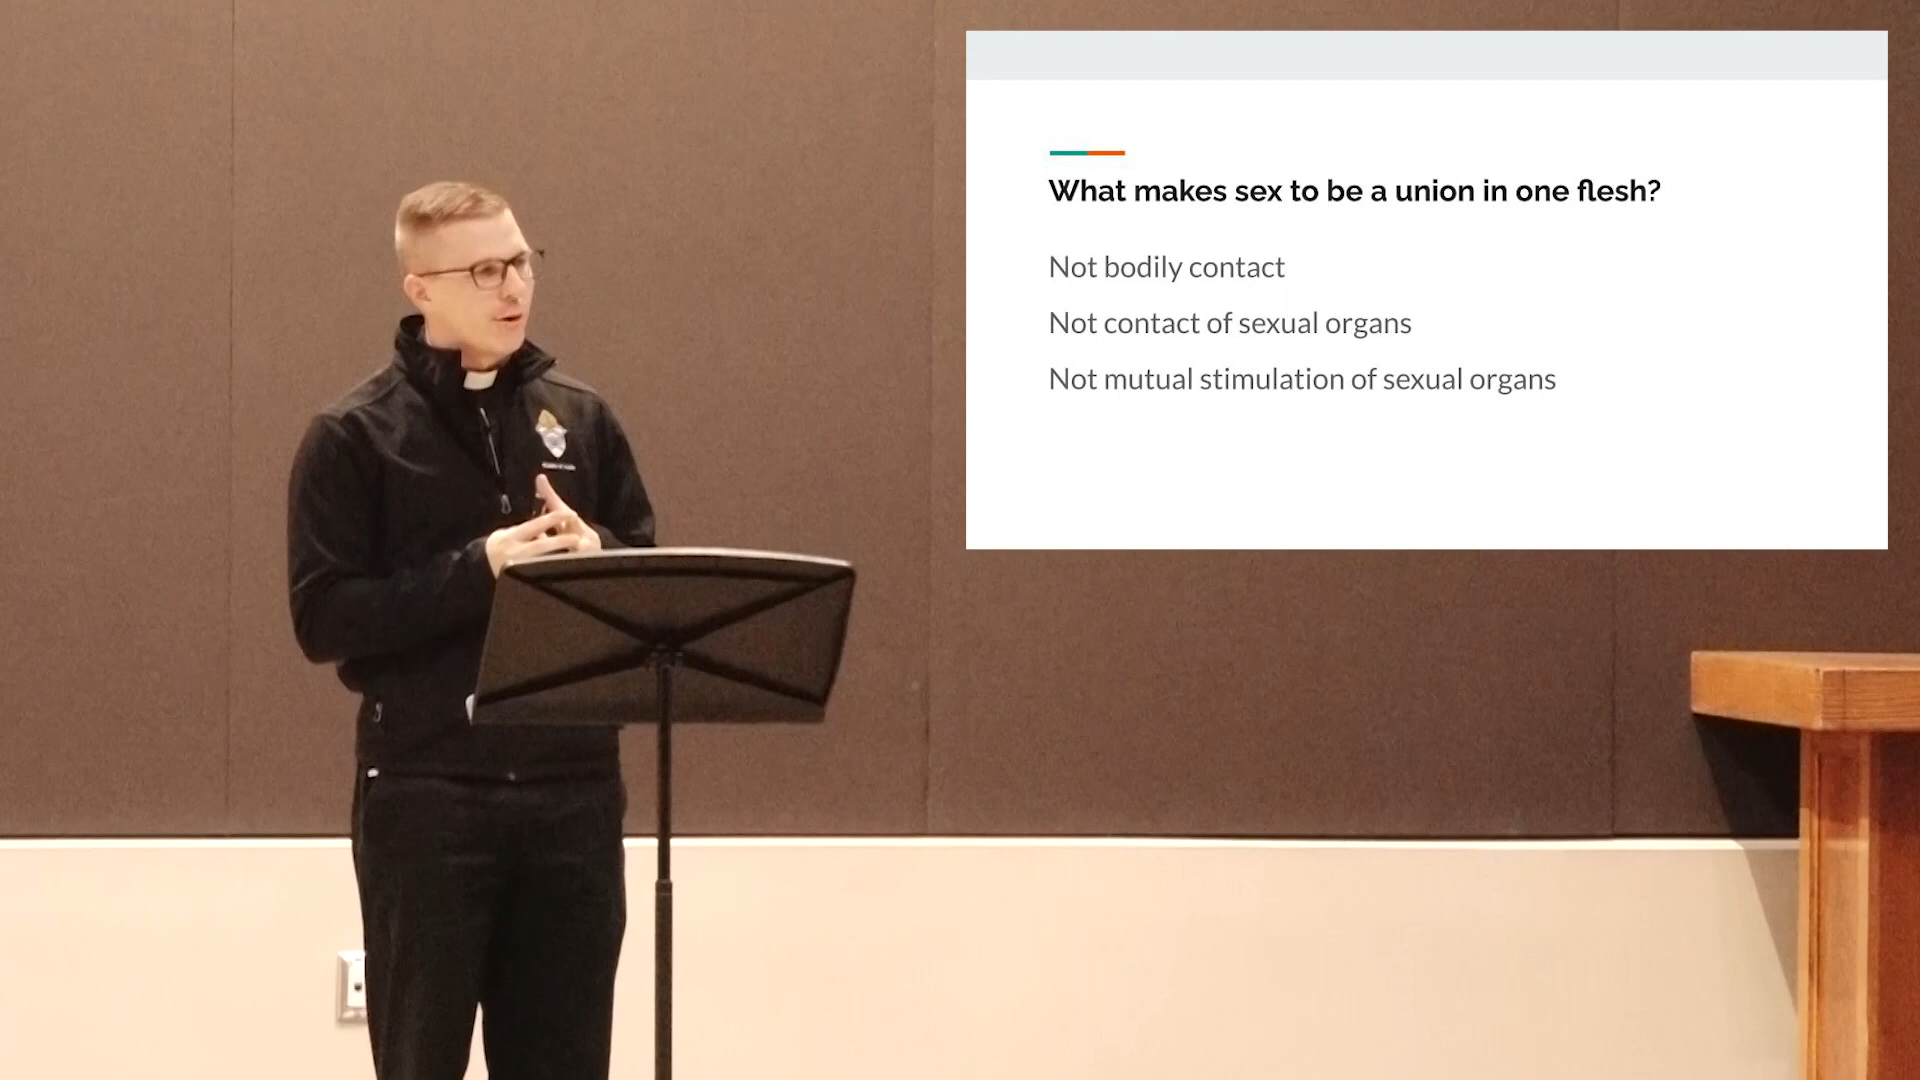 What makes sex to be a union in one flesh?
Not bodily contact
Not contact of sexual organs
Not mutual stimulation of sexual organs